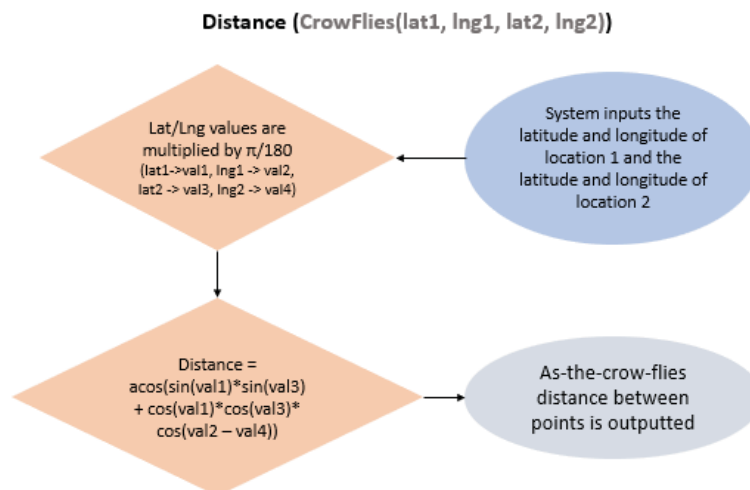 Distance (CrowFlies(lat1, lng1, lat2, lng2))
System inputs the
latitude and longitude of
location 1 and the
latitude and longitude of
location 2
Lat/Lng values are
multiplied by π/180
(lat1->val1, lng1 -> val2,
lat2 -> val3, lng2 -> val4)
Distance =
acos(sin(val1)*sin(val3)
+ cos(val1)*cos(val3)*
cos(val2 – val4))
As-the-crow-flies
distance between
points is outputted